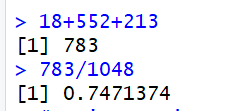 > 18+552+213
[1] 783
> 783/1048
[1] 0.7471374